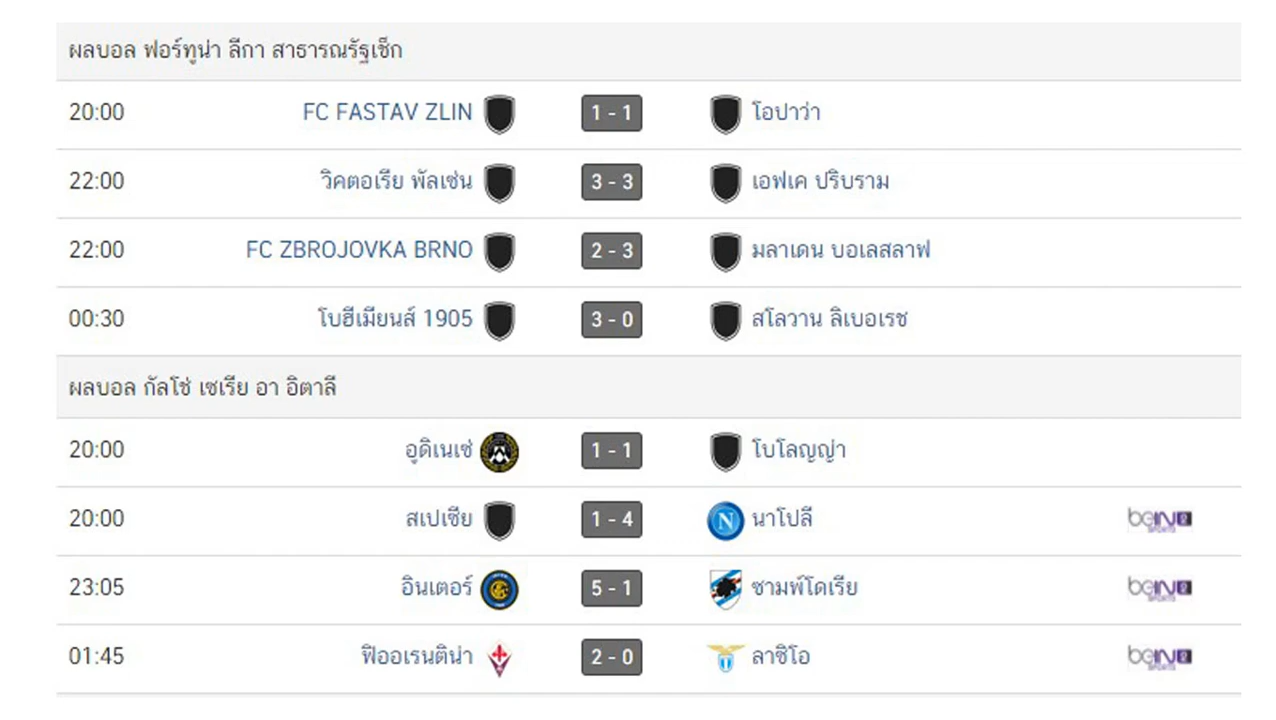 ผลบอล ฟอร์ทูน่า ลีกา สาธารณรัฐเช็ก
20:00 FC FASTAV ZLIN 1 - 1 โอปาว่า
22:00 วิคตอเรีย พัลเซ่น 3 - 3 เอฟเค ปริบราม
22:00 FC ZBROJOVKA BRNO 2 - 3 มลาเดน บอเลสลาฟ
00:30 โบฮีเมียนส์ 1905 3 - 0 สโลวาน ลิเบอเรช
ผลบอล กัลโช่ เซเรีย อา อิตาลี
20:00 อูดิเนเซ่ 1 - 1 โบโลญญ่า
20:00 สเปเซีย 1 - 4 N นาโปลี beIN 2 SPORTS
23:05 อินเตอร์ 5 - 1 ซามพ์โดเรีย beIN 2 SPORTS
01:45 ฟิออเรนติน่า 2 - 0 ลาซิโอ beIN SPORTS